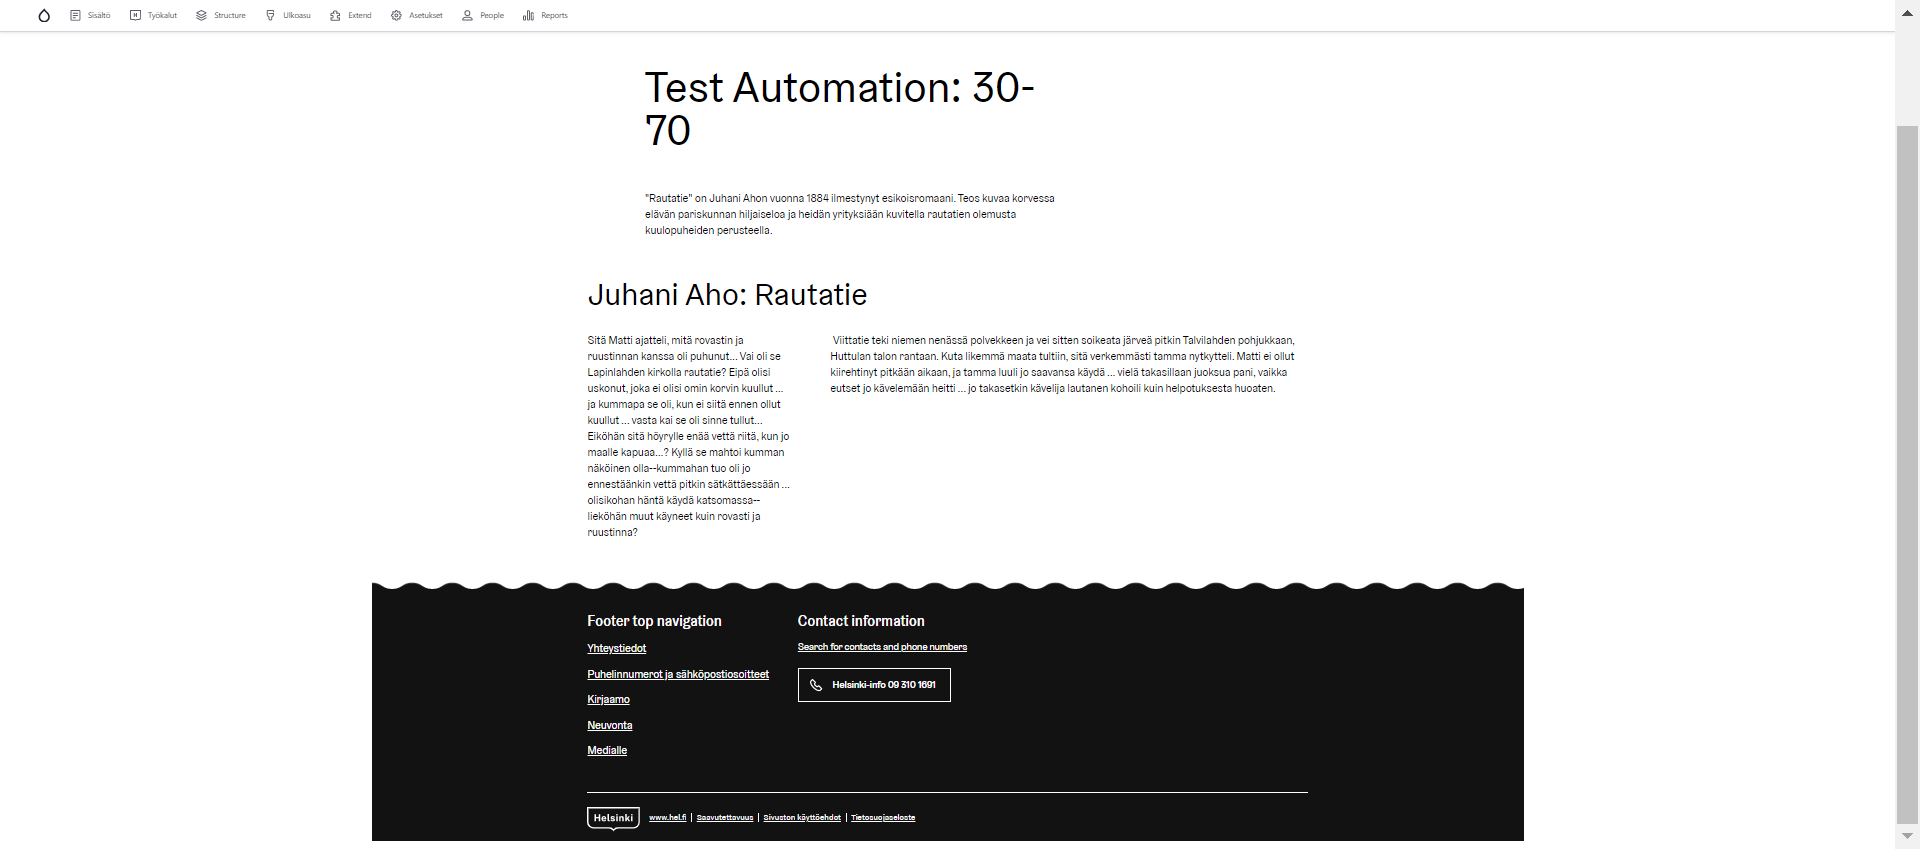 Sisältö Työkalut Structure Ulkoasu Extend Asetukset People Reports
Test Automation: 30-
70
"Rautatie" on Juhani Ahon vuonna 1884 ilmestynyt esikoisromaani. Teos kuvaa korvessa
elävän pariskunnan hiljaiseloa ja heidän yrityksiään kuvitella rautatien olemusta
kuulopuheiden perusteella.
Juhani Aho: Rautatie
Sitä Matti ajatteli, mitä rovastin ja
ruustinnan kanssa oli puhunut... Vai oli se
Lapinlahden kirkolla rautatie? Eipä olisi
uskonut, joka ei olisi omin korvin kuullut ...
ja kummapa se oli, kun ei siitä ennen ollut
kuullut ... vasta kai se oli sinne tullut...
Eiköhän sitä höyrylle enää vettä riitä, kun jo
maalle kapuaa...? Kyllä se mahtoi kumman
näköinen olla--kummahan tuo oli jo
ennestäänkin vettä pitkin sätkättäessään ...
olisikohan häntä käydä katsomassa--
lieköhän muut käyneet kuin rovasti ja
ruustinna?
Viittatie teki niemen nenässä polvekkeen ja vei sitten soikeata järveä pitkin Talvilahden pohjukkaan,
Huttulan talon rantaan. Kuta likemmä maata tultiin, sitä verkemmästi tamma nytkytteli. Matti ei ollut
kiirehtinyt pitkään aikaan, ja tamma luuli jo saavansa käydä ... vielä takasillaan juoksua pani, vaikka
eutset jo kävelemään heitti ... jo takasetkin kävelijä lautanen kohoili kuin helpotuksesta huoaten.
Footer top navigation
Yhteystiedot
Puhelinnumerot ja sähköpostiosoitteet
Kirjaamo
Neuvonta
Medialle
Contact information
Search for contacts and phone numbers
Helsinki-info 09 310 1691
Helsinki www.hel.fi | Saavutettavuus | Sivuston käyttöehdot | Tietosuojaseloste